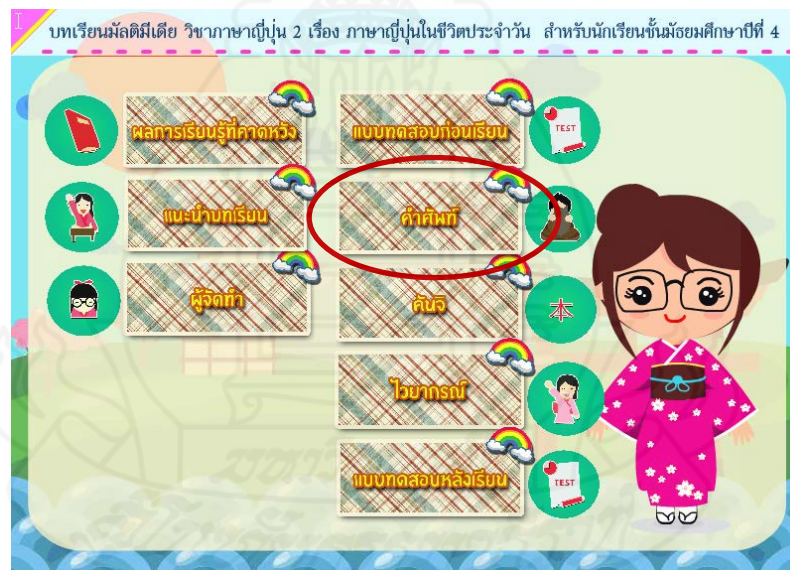 บทเรียนมัลติมีเดีย วิชาภาษาญี่ปุ่น 2 เรื่อง ภาษาญี่ปุ่นในชีวิตประจำวัน สำหรับนักเรียนชั้นมัธยมศึกษาปีที่ 4
ผลการเรียนรู้ที่คาดหวัง
แบบทดสอบก่อนเรียน
TEST
แนะนำบทเรียน
คำศัพท์
ผู้จัดทำ
คันจิ
本
ไวยากรณ์
แบบทดสอบหลังเรียน
TEST